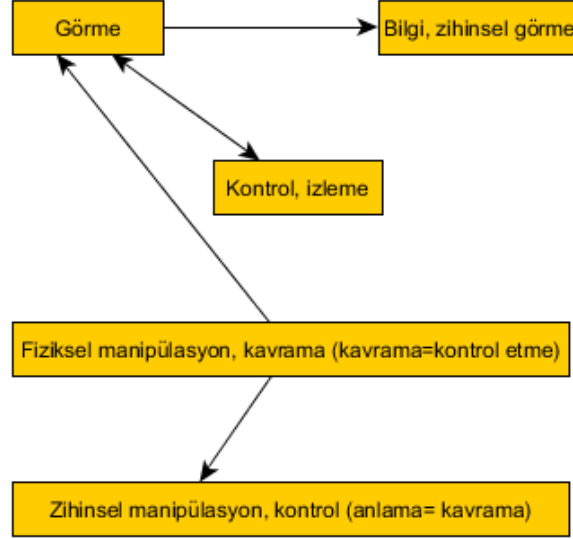 Görme
Bilgi, zihinsel görme
Kontrol, izleme
Fiziksel manipülasyon, kavrama (kavrama=kontrol etme)
Zihinsel manipülasyon, kontrol (anlama= kavrama)